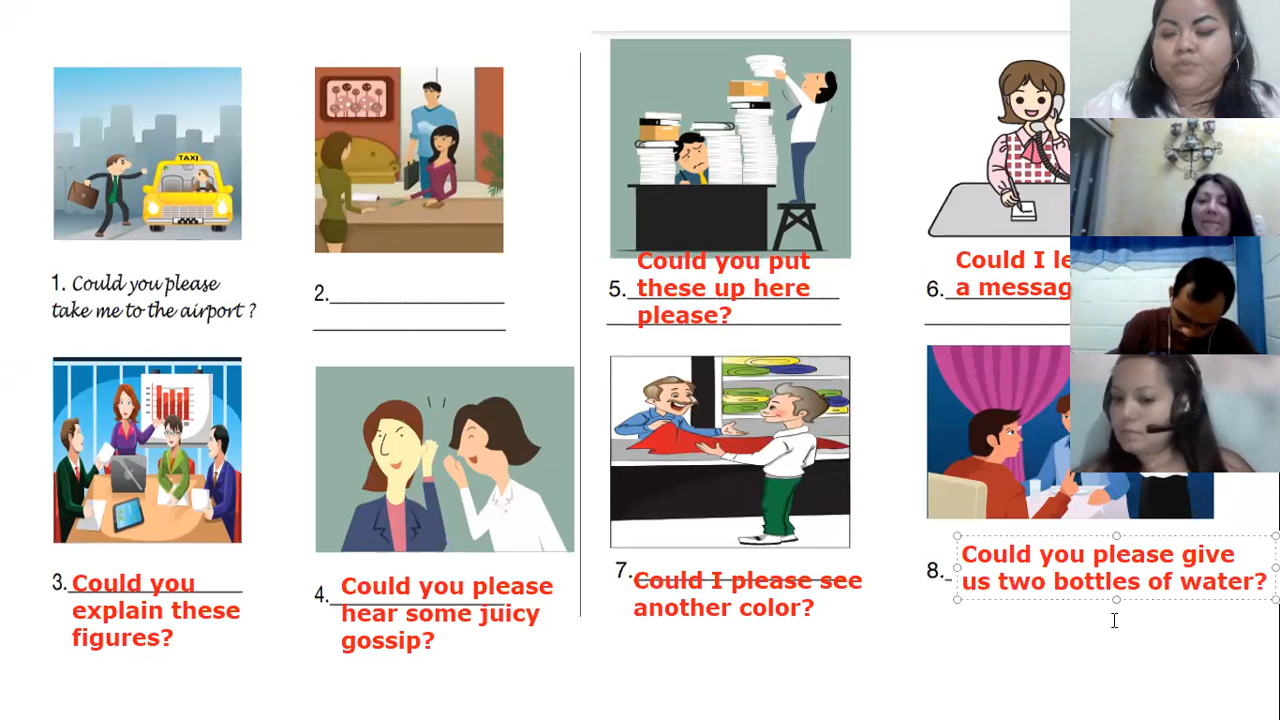 TAXI
1. Could you please
take me to the airport ?
2.
3. Could you
explain these
figures?
4. Could you please
hear some juicy
gossip?
5. Could you put
these up here
please?
6. Could I
a
7. Could I please see
another color?
8. Could you please give
us two bottles of water?